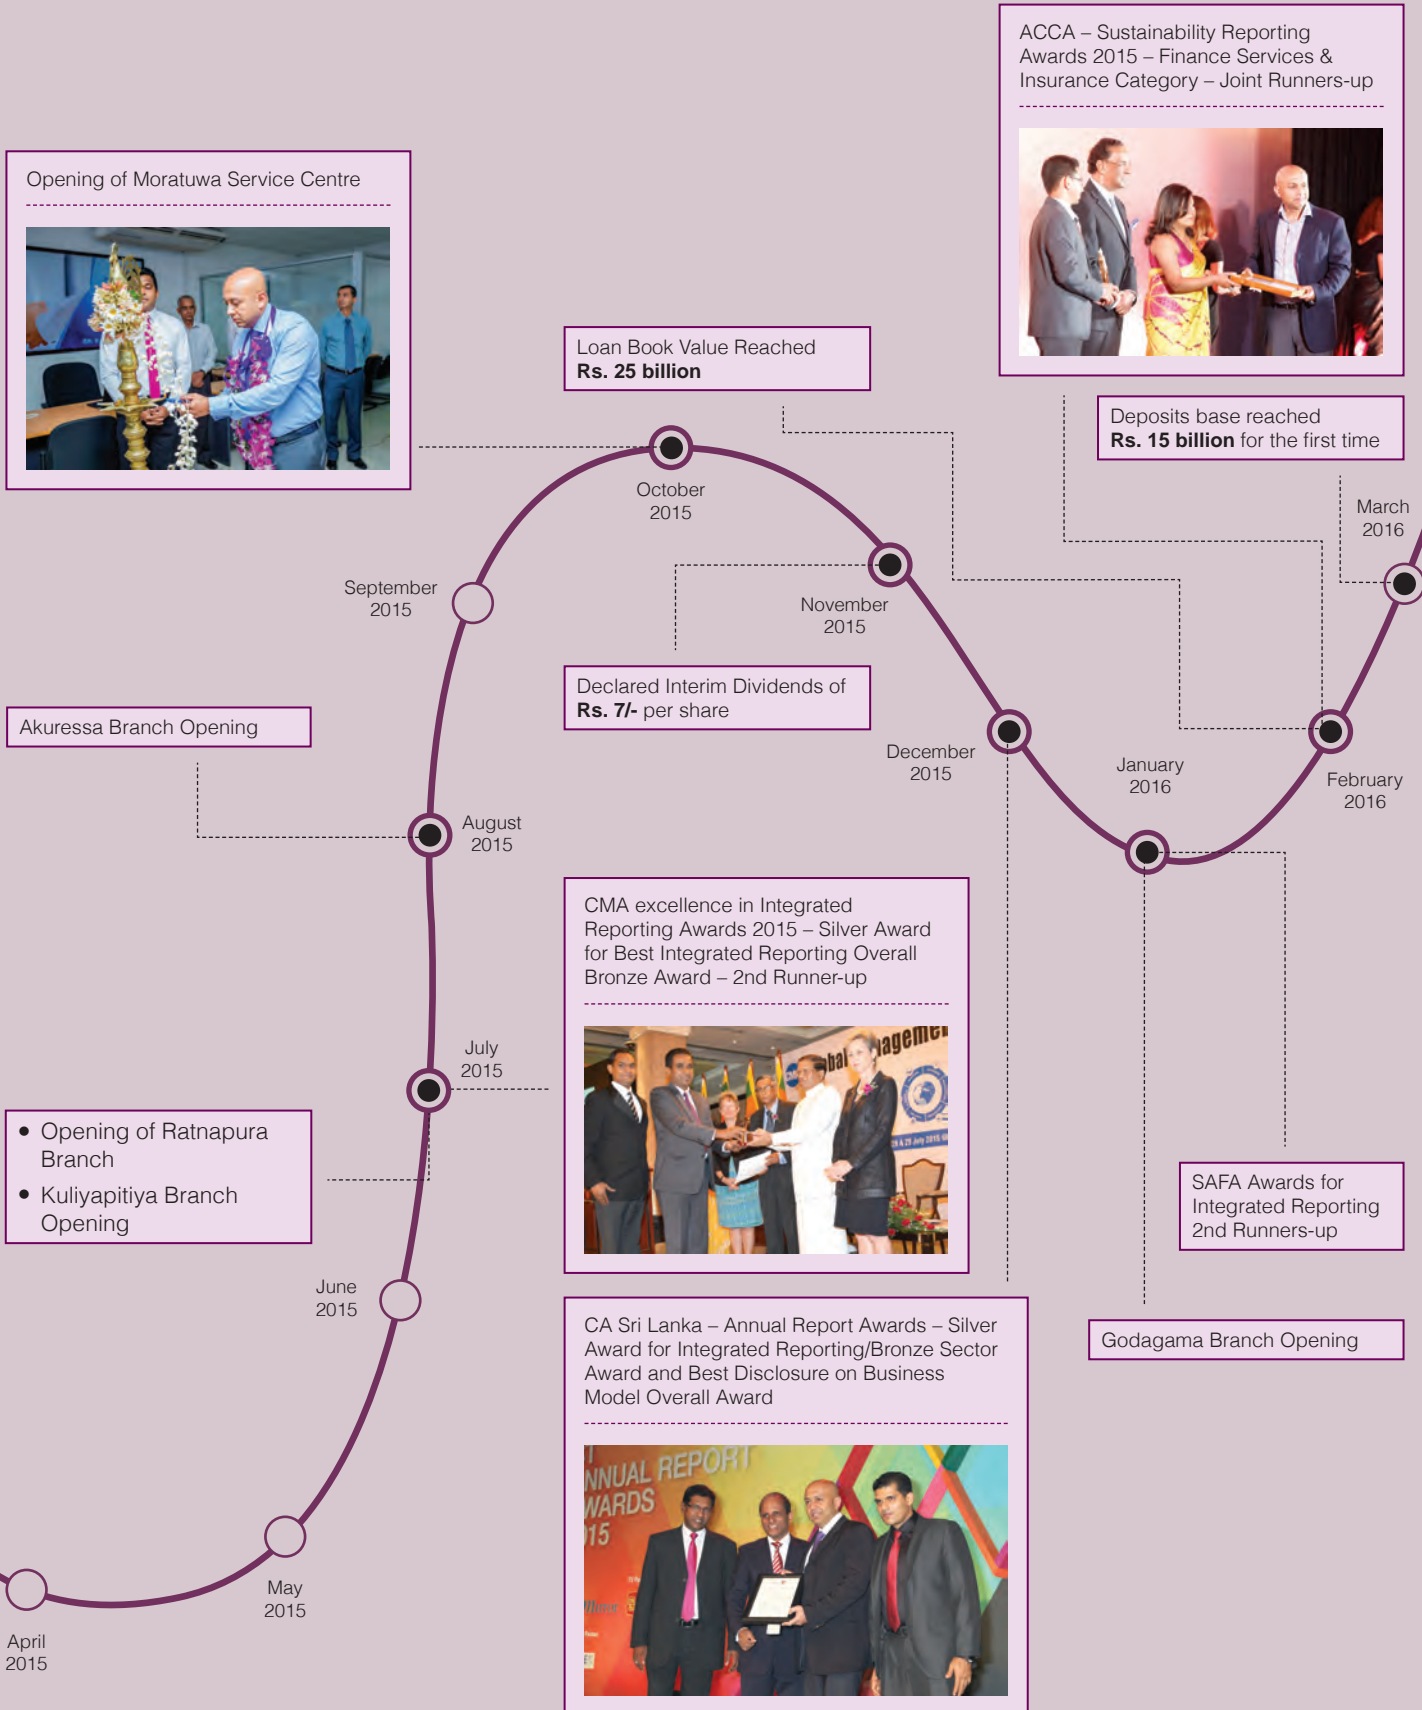 ACCA – Sustainability Reporting
Awards 2015 – Finance Services &
Insurance Category – Joint Runners-up
Opening of Moratuwa Service Centre
Loan Book Value Reached
Rs. 25 billion
Deposits base reached
Rs. 15 billion for the first time
March
2016
October
2015
September
2015
November
2015
Declared Interim Dividends of
Rs. 7/- per share
Akuressa Branch Opening
December
2015
January
2016
February
2016
August
2015
CMA excellence in Integrated
Reporting Awards 2015 – Silver Award
for Best Integrated Reporting Overall
Bronze Award – 2nd Runner-up
July
2015
• Opening of Ratnapura
Branch
• Kuliyapitiya Branch
Opening
SAFA Awards for
Integrated Reporting
2nd Runners-up
June
2015
Godagama Branch Opening
CA Sri Lanka – Annual Report Awards – Silver
Award for Integrated Reporting/Bronze Sector
Award and Best Disclosure on Business
Model Overall Award
NNUAL REPORT
WARDS
15
May
2015
April
2015